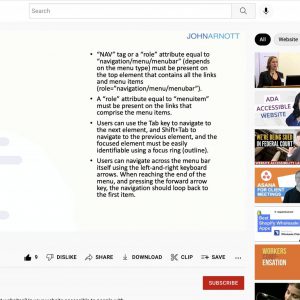 Search
JOHNARNOTT
• "NAV" tag or a "role" attribute equal to
"navigation/menu/menubar" (depends
on the menu type) must be present on
the top element that contains all the links
and menu items
(role="navigation/menu/menubar").
• A "role" attribute equal to "menuitem"
must be present on the links that
comprise the menu items.
• Users can use the Tab key to navigate to
the next element, and Shift+Tab to
navigate to the previous element, and the
focused element must be easily
identifiable using a focus ring (outline).
• Users can navigate across the menu bar
itself using the left-and-right keyboard
arrows. When reaching the end of the
menu, and pressing the forward arrow
key, the navigation should loop back to
the first item.
9
DISLIKE
SHARE
DOWNLOAD
CLIP
SAVE
...
SUBSCRIBE
All
Website
ADA
ACCESSIBLE
WEBSITE
WE'RE BEING SUED
IN FEDERAL COURT
ASANA
FOR CLIENT
MEETINGS
Best
Shopify Wholesale
Apps
WORKERS
ENSATION